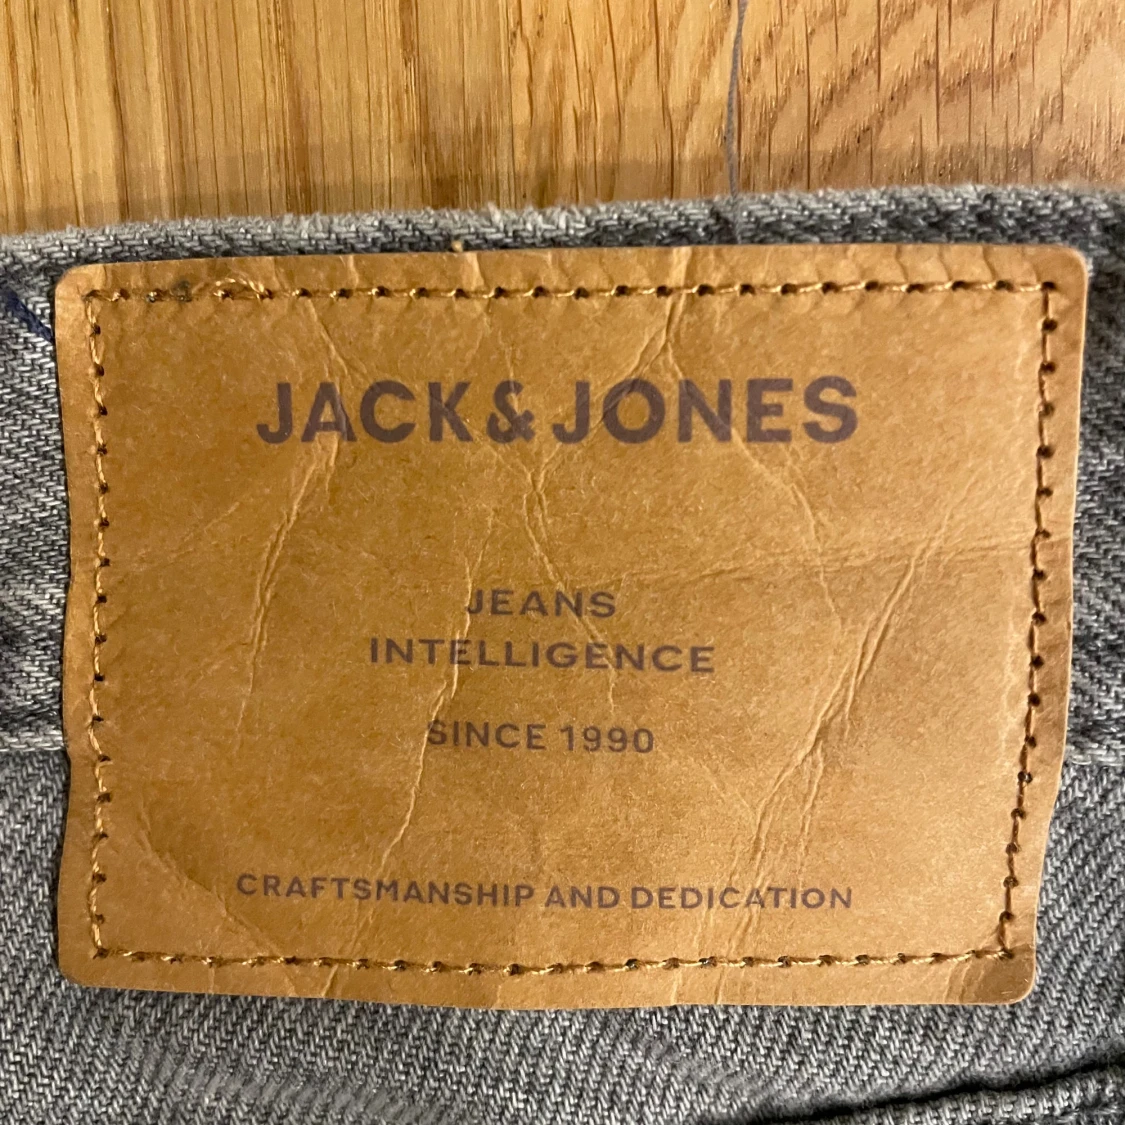 JACK & JONES
JEANS
INTELLIGENCE
SINCE 1990
CRAFTSMANSHIP AND DEDICATION